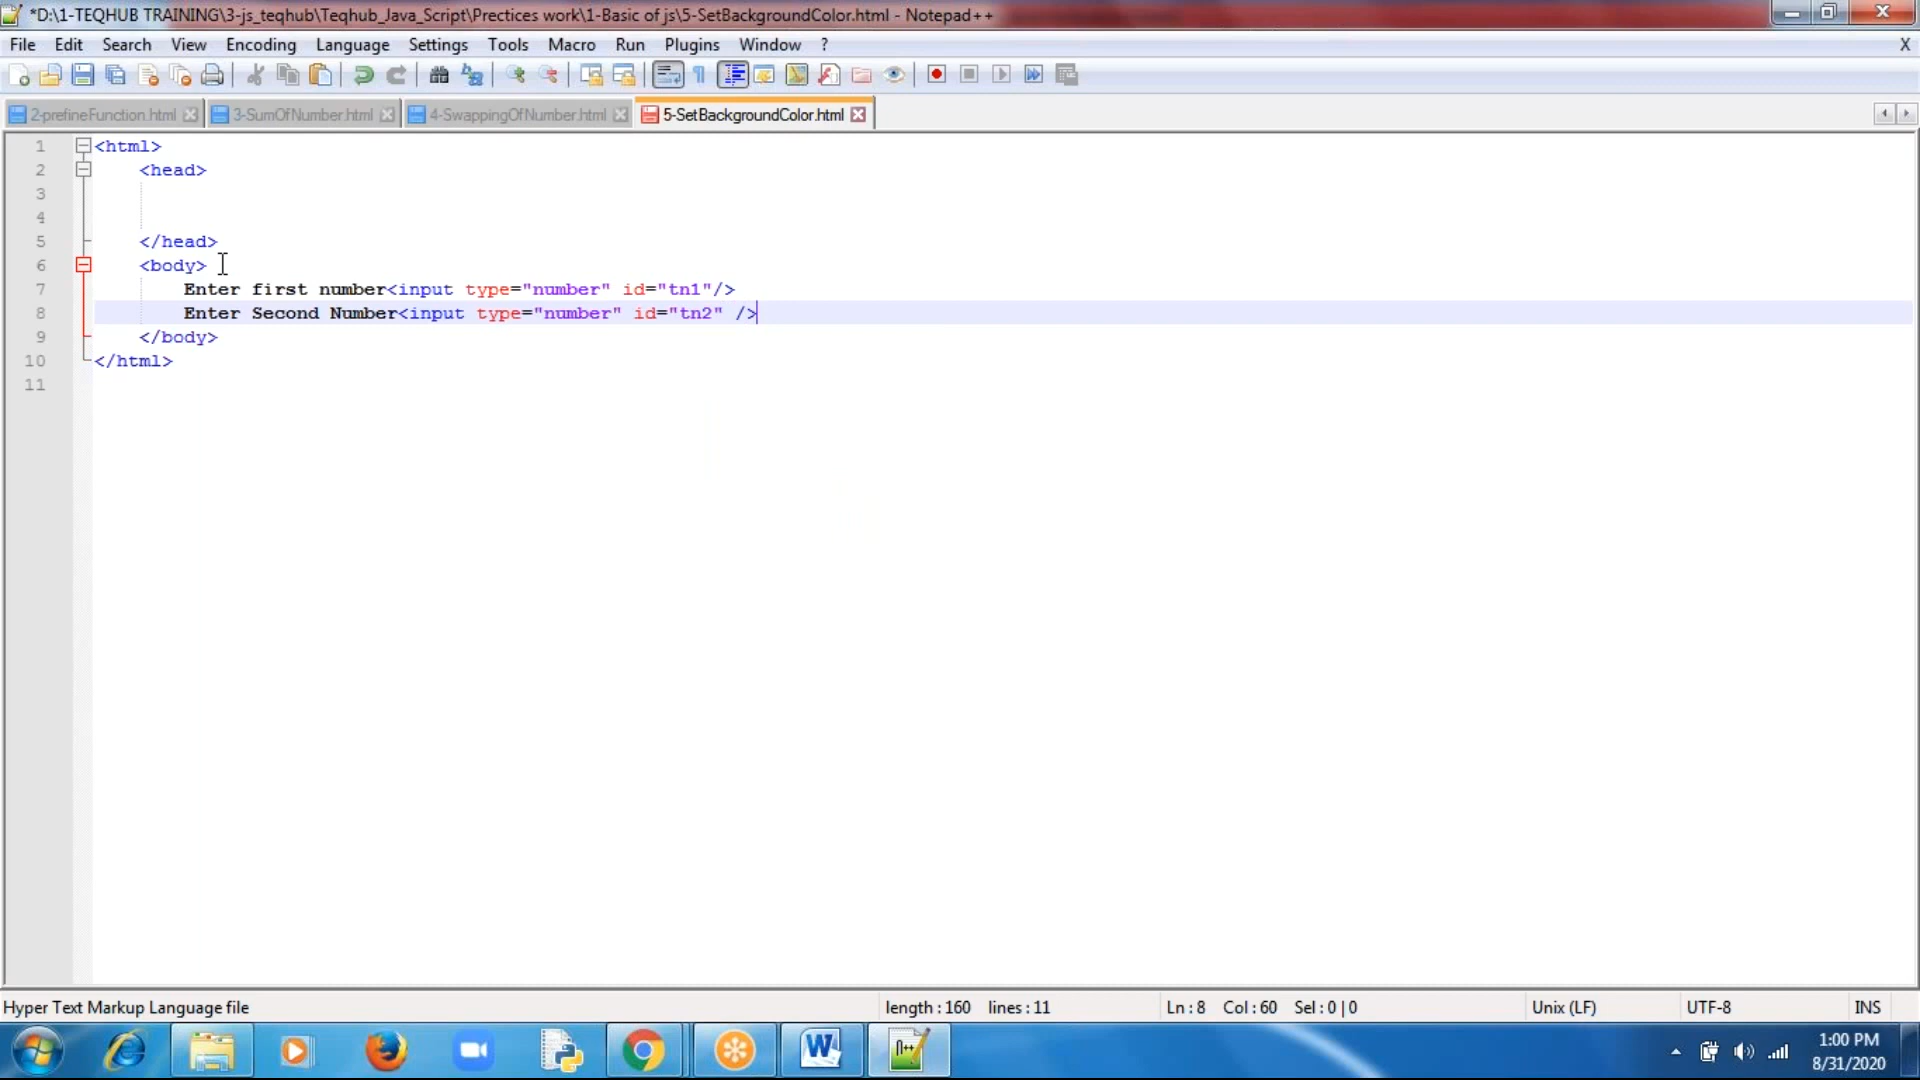 *D:\1-TEQHUB TRAINING\3-js_teqhub\Teqhub_Java_Script\Prectices work\1-Basic of js\5-SetBackgroundColor.html - Notepad++
File Edit Search View Encoding Language Settings Tools Macro Run Plugins Window ? X
2-prefineFunction.html 3-SumOfNumber.html 4-SwappingOfNumber.html 5-SetBackgroundColor.html
1 <html>
2 <head>
3
4
5 </head>
6 <body>
7 Enter first number<input type="number" id="tn1"/>
8 Enter Second Number<input type="number" id="tn2" />
9 </body>
10 </html>
11
Hyper Text Markup Language file length : 160 lines : 11 Ln : 8 Col : 60 Sel : 0 | 0 Unix (LF) UTF-8 INS
1:00 PM
8/31/2020